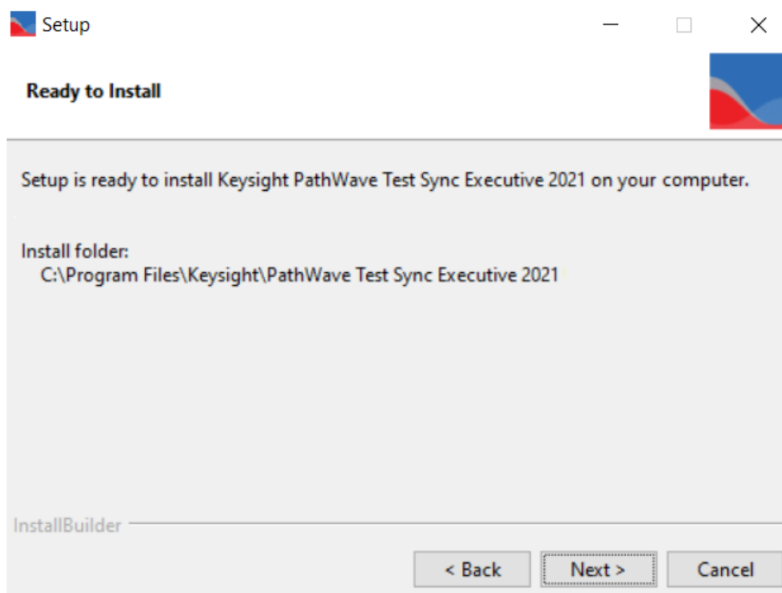 Setup
Ready to Install
Setup is ready to install Keysight PathWave Test Sync Executive 2021 on your computer.
Install folder:
C:\Program Files\Keysight\PathWave Test Sync Executive 2021
InstallBuilder
< Back Next > Cancel